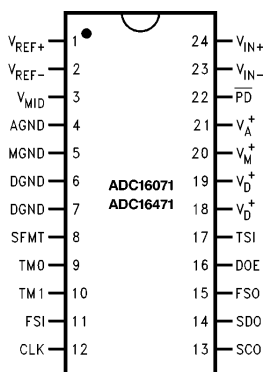 VREF+ 1 24 VIN+
VREF- 2 23 VIN-
VMID 3 22 PD
AGND 4 21 VA+
MGND 5 20 VM+
DGND 6 19 VD+
DGND 7 18 VD+
ADC16071
ADC16471
SFMT 8 17 TSI
TM0 9 16 DOE
TM1 10 15 FSO
FSI 11 14 SDO
CLK 12 13 SCO